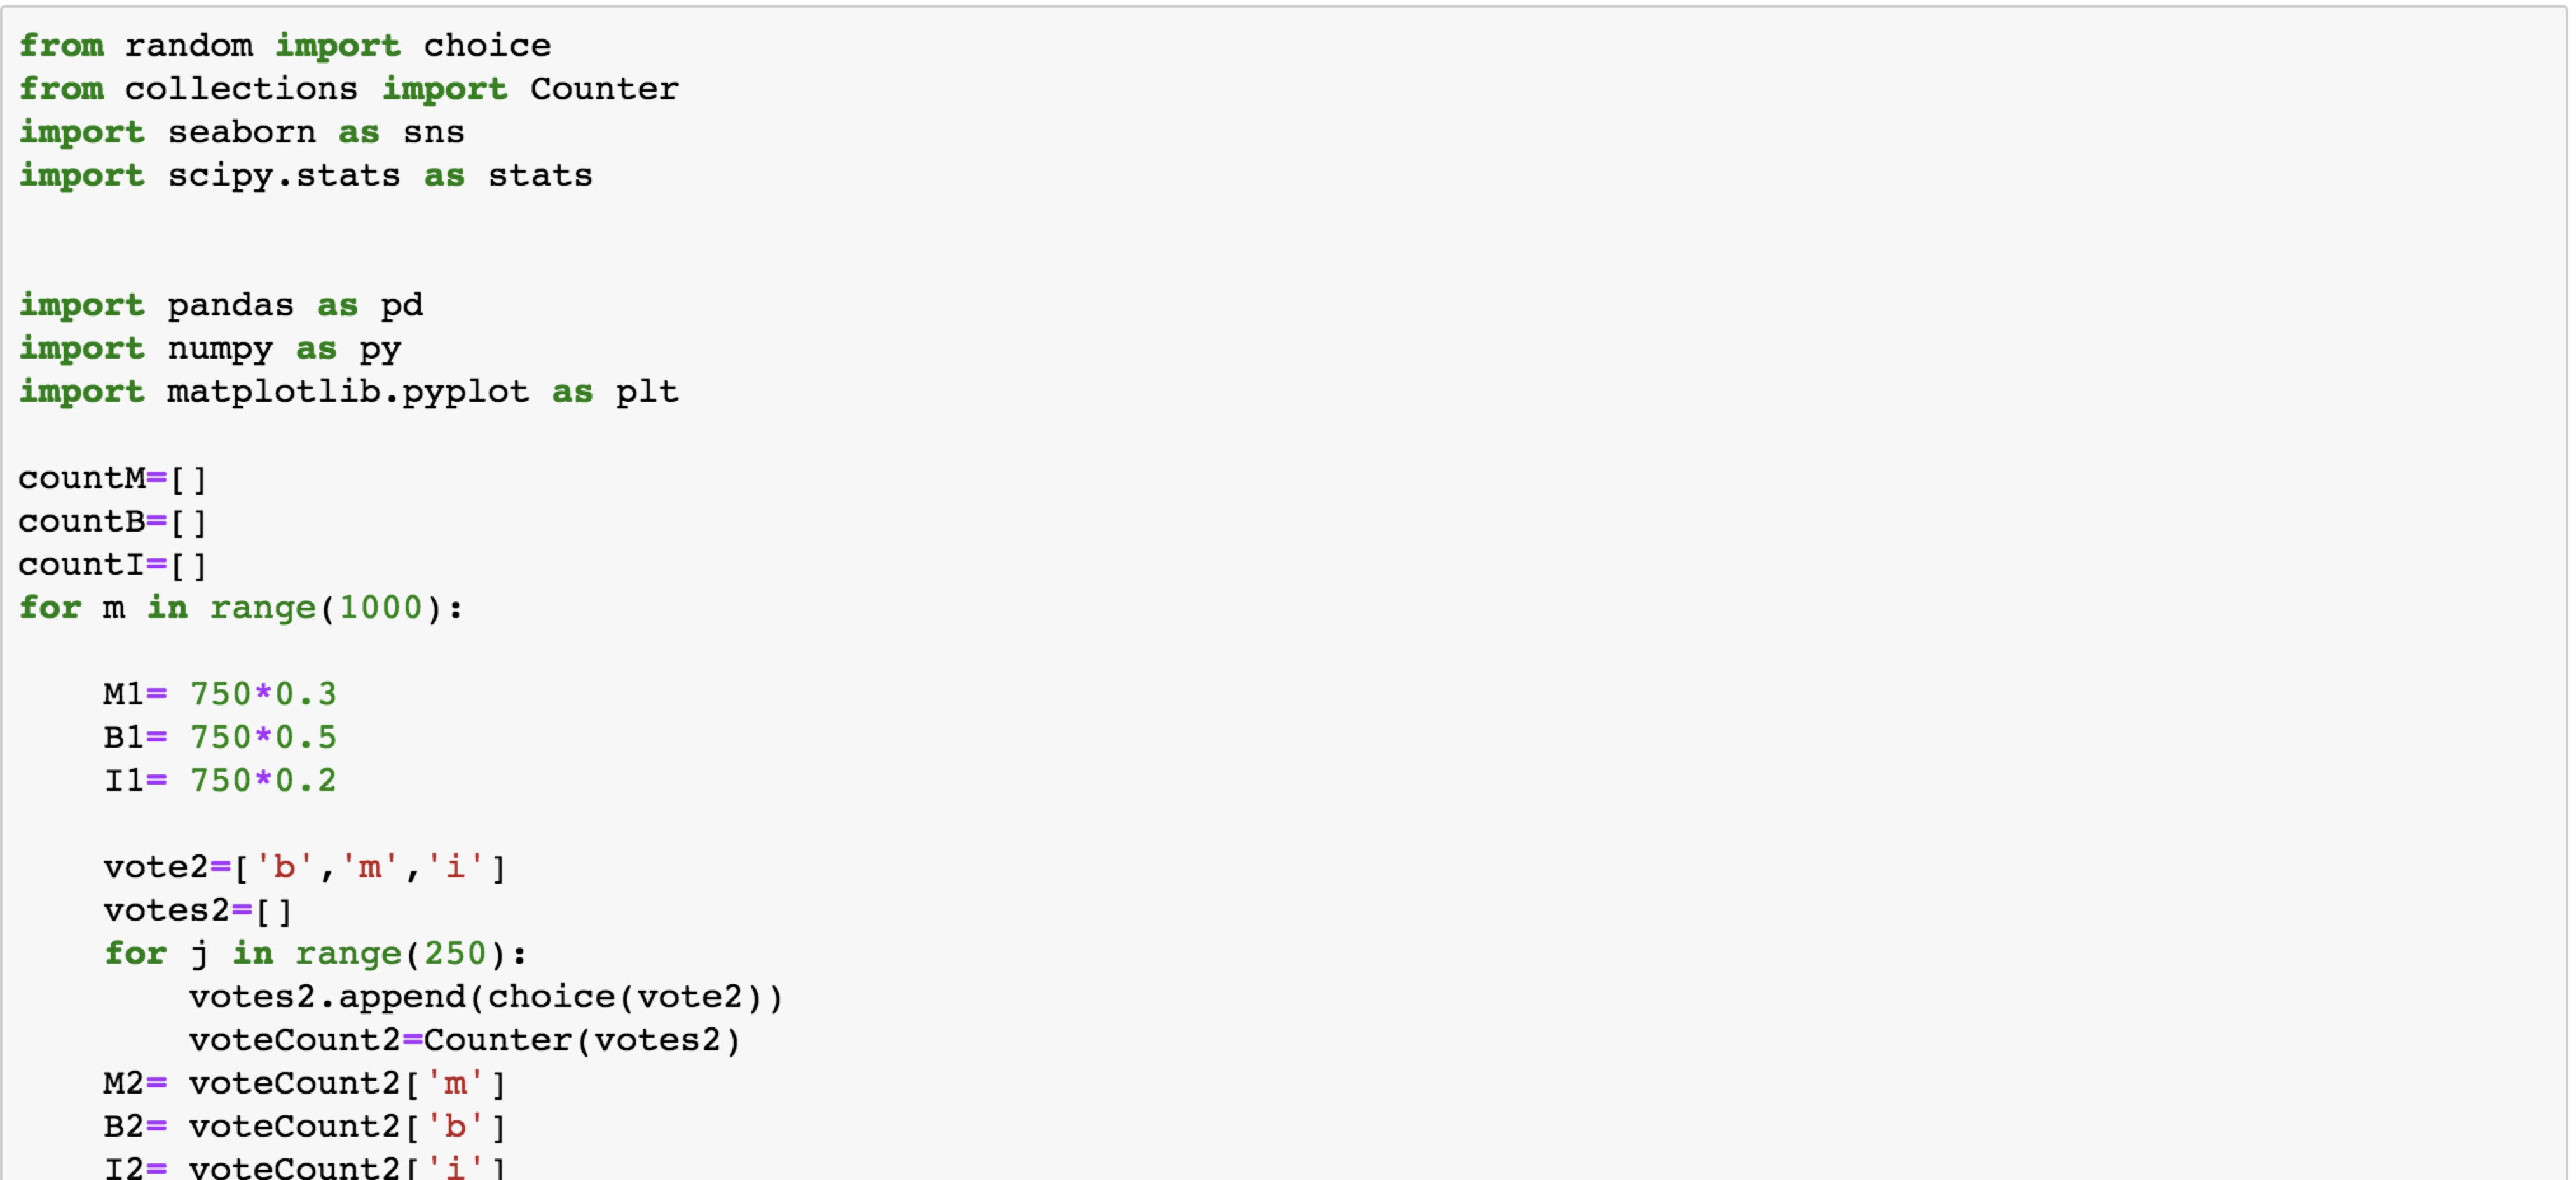 from random import choice
from collections import Counter
import seaborn as sns
import scipy.stats as stats
import pandas as pd
import numpy as py
import matplotlib.pyplot as plt
countM=[]
countB=[]
countI=[]
for m in range(1000):
    M1= 750*0.3
    B1= 750*0.5
    I1= 750*0.2
    vote2=['b','m','i']
    votes2=[]
    for j in range(250):
        votes2.append(choice(vote2))
        voteCount2=Counter(votes2)
    M2= voteCount2['m']
    B2= voteCount2['b']
    I2= voteCount2['i']